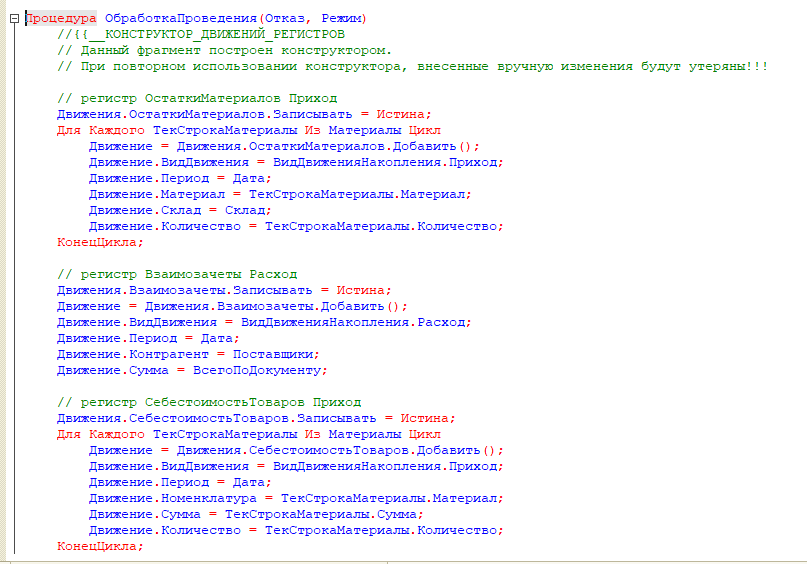 Процедура ОбработкаПроведения(Отказ, Режим)
//{{__КОНСТРУКТОР_ДВИЖЕНИЙ_РЕГИСТРОВ
// Данный фрагмент построен конструктором.
// При повторном использовании конструктора, внесенные вручную изменения будут утеряны!!!
// регистр ОстаткиМатериалов Приход
Движения.ОстаткиМатериалов.Записывать = Истина;
Для Каждого ТекСтрокаМатериалы Из Материалы Цикл
Движение = Движения.ОстаткиМатериалов.Добавить();
Движение.ВидДвижения = ВидДвиженияНакопления.Приход;
Движение.Период = Дата;
Движение.Материал = ТекСтрокаМатериалы.Материал;
Движение.Склад = Склад;
Движение.Количество = ТекСтрокаМатериалы.Количество;
КонецЦикла;
// регистр Взаимозачеты Расход
Движения.Взаимозачеты.Записывать = Истина;
Движение = Движения.Взаимозачеты.Добавить();
Движение.ВидДвижения = ВидДвиженияНакопления.Расход;
Движение.Период = Дата;
Движение.Контрагент = Поставщики;
Движение.Сумма = ВсегоПоДокументу;
// регистр СебестоимостьТоваров Приход
Движения.СебестоимостьТоваров.Записывать = Истина;
Для Каждого ТекСтрокаМатериалы Из Материалы Цикл
Движение = Движения.СебестоимостьТоваров.Добавить();
Движение.ВидДвижения = ВидДвиженияНакопления.Приход;
Движение.Период = Дата;
Движение.Номенклатура = ТекСтрокаМатериалы.Материал;
Движение.Сумма = ТекСтрокаМатериалы.Сумма;
Движение.Количество = ТекСтрокаМатериалы.Количество;
КонецЦикла;